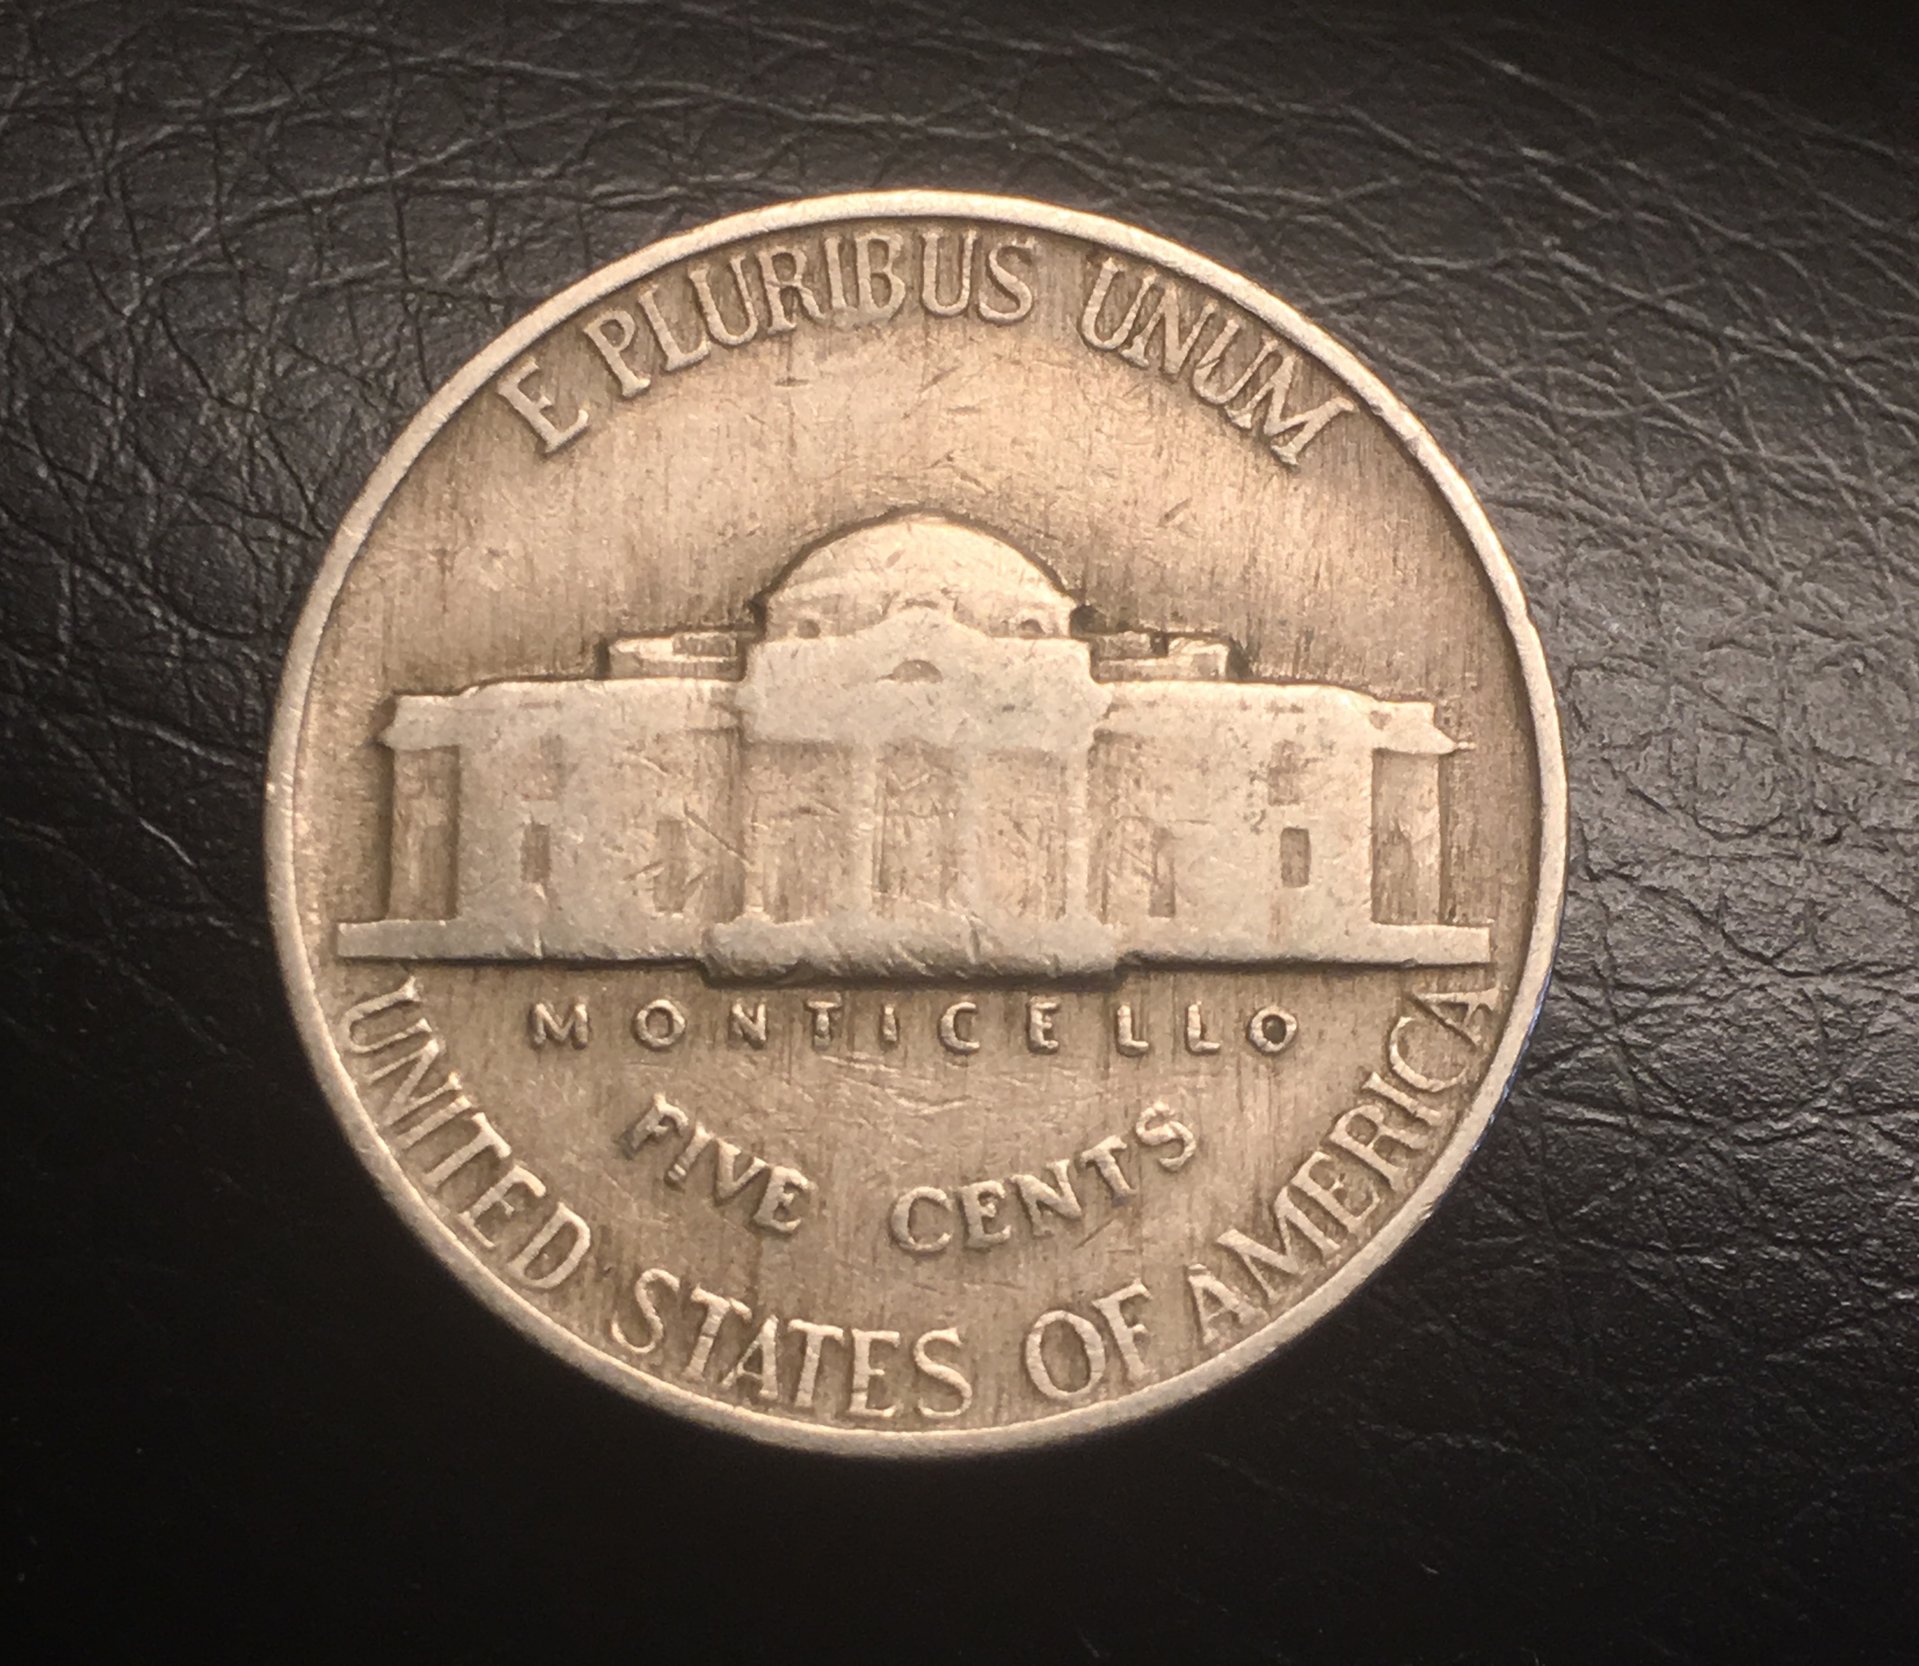 E PLURIBUS UNUM
MONTICELLO
FIVE CENTS
UNITED STATES OF AMERICA